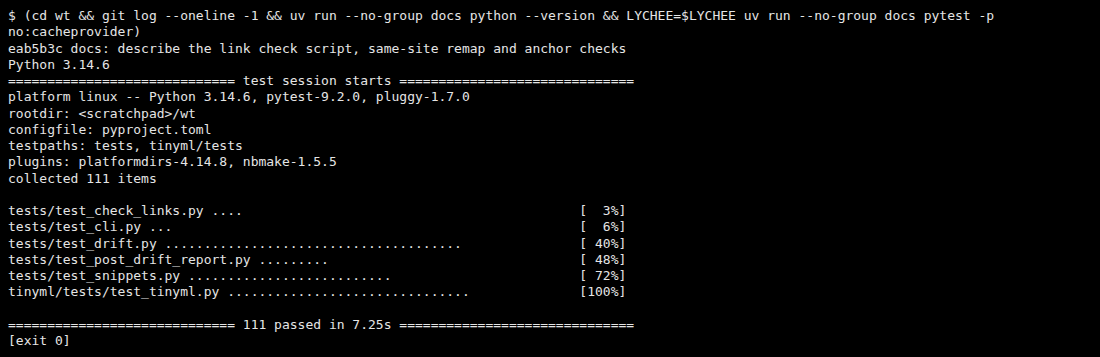 $ (cd wt && git log --oneline -1 && uv run --no-group docs python --version && LYCHEE=$LYCHEE uv run --no-group docs pytest -p
no:cacheprovider)
eab5b3c docs: describe the link check script, same-site remap and anchor checks
Python 3.14.6
============================= test session starts ==============================
platform linux -- Python 3.14.6, pytest-9.2.0, pluggy-1.7.0
rootdir: <scratchpad>/wt
configfile: pyproject.toml
testpaths: tests, tinyml/tests
plugins: platformdirs-4.14.8, nbmake-1.5.5
collected 111 items

tests/test_check_links.py ....                                           [  3%]
tests/test_cli.py ...                                                    [  6%]
tests/test_drift.py ......................................               [ 40%]
tests/test_post_drift_report.py .........                                [ 48%]
tests/test_snippets.py ..........................                        [ 72%]
tinyml/tests/test_tinyml.py ...............................              [100%]

============================= 111 passed in 7.25s ==============================
[exit 0]